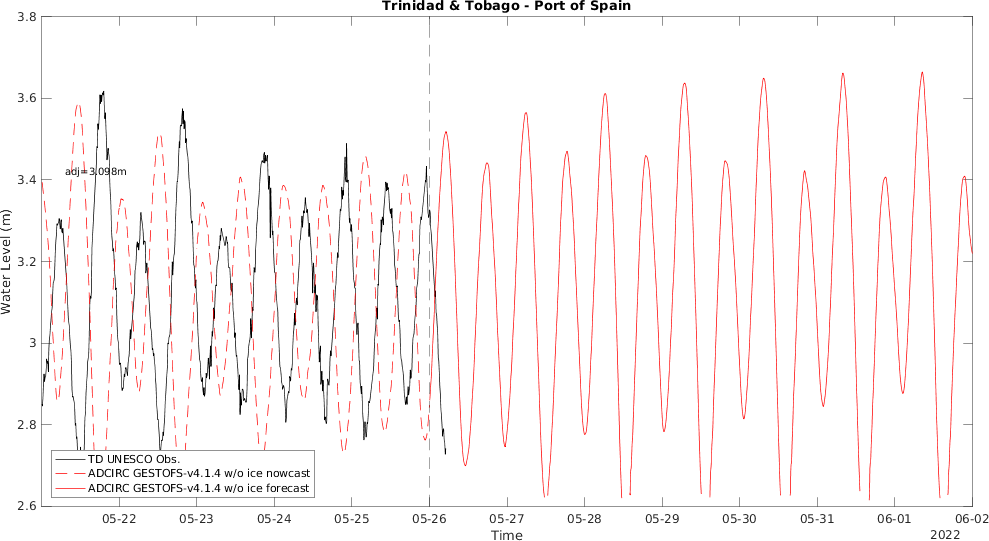 Trinidad & Tobago - Port of Spain
3.8
3.6
3.4
3.2
3
2.8
2.6
Water Level (m)
adj=3.098m
TD UNESCO Obs.
ADCIRC GESTOFS-v4.1.4 w/o ice nowcast
ADCIRC GESTOFS-v4.1.4 w/o ice forecast
05-22 05-23 05-24 05-25 05-26 05-27 05-28 05-29 05-30 05-31 06-01 06-02
Time
2022